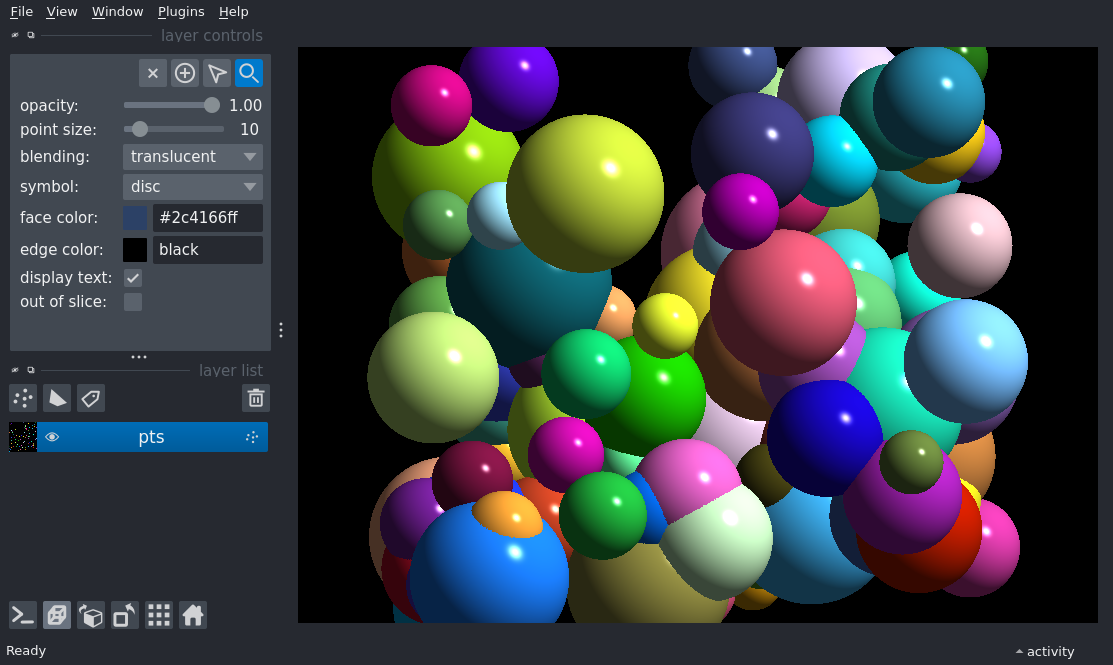 File View Window Plugins Help
layer controls
opacity: 1.00
point size: 10
blending: translucent
symbol: disc
face color: #2c4166ff
edge color: black
display text:
out of slice:
layer list
pts
Ready
activity